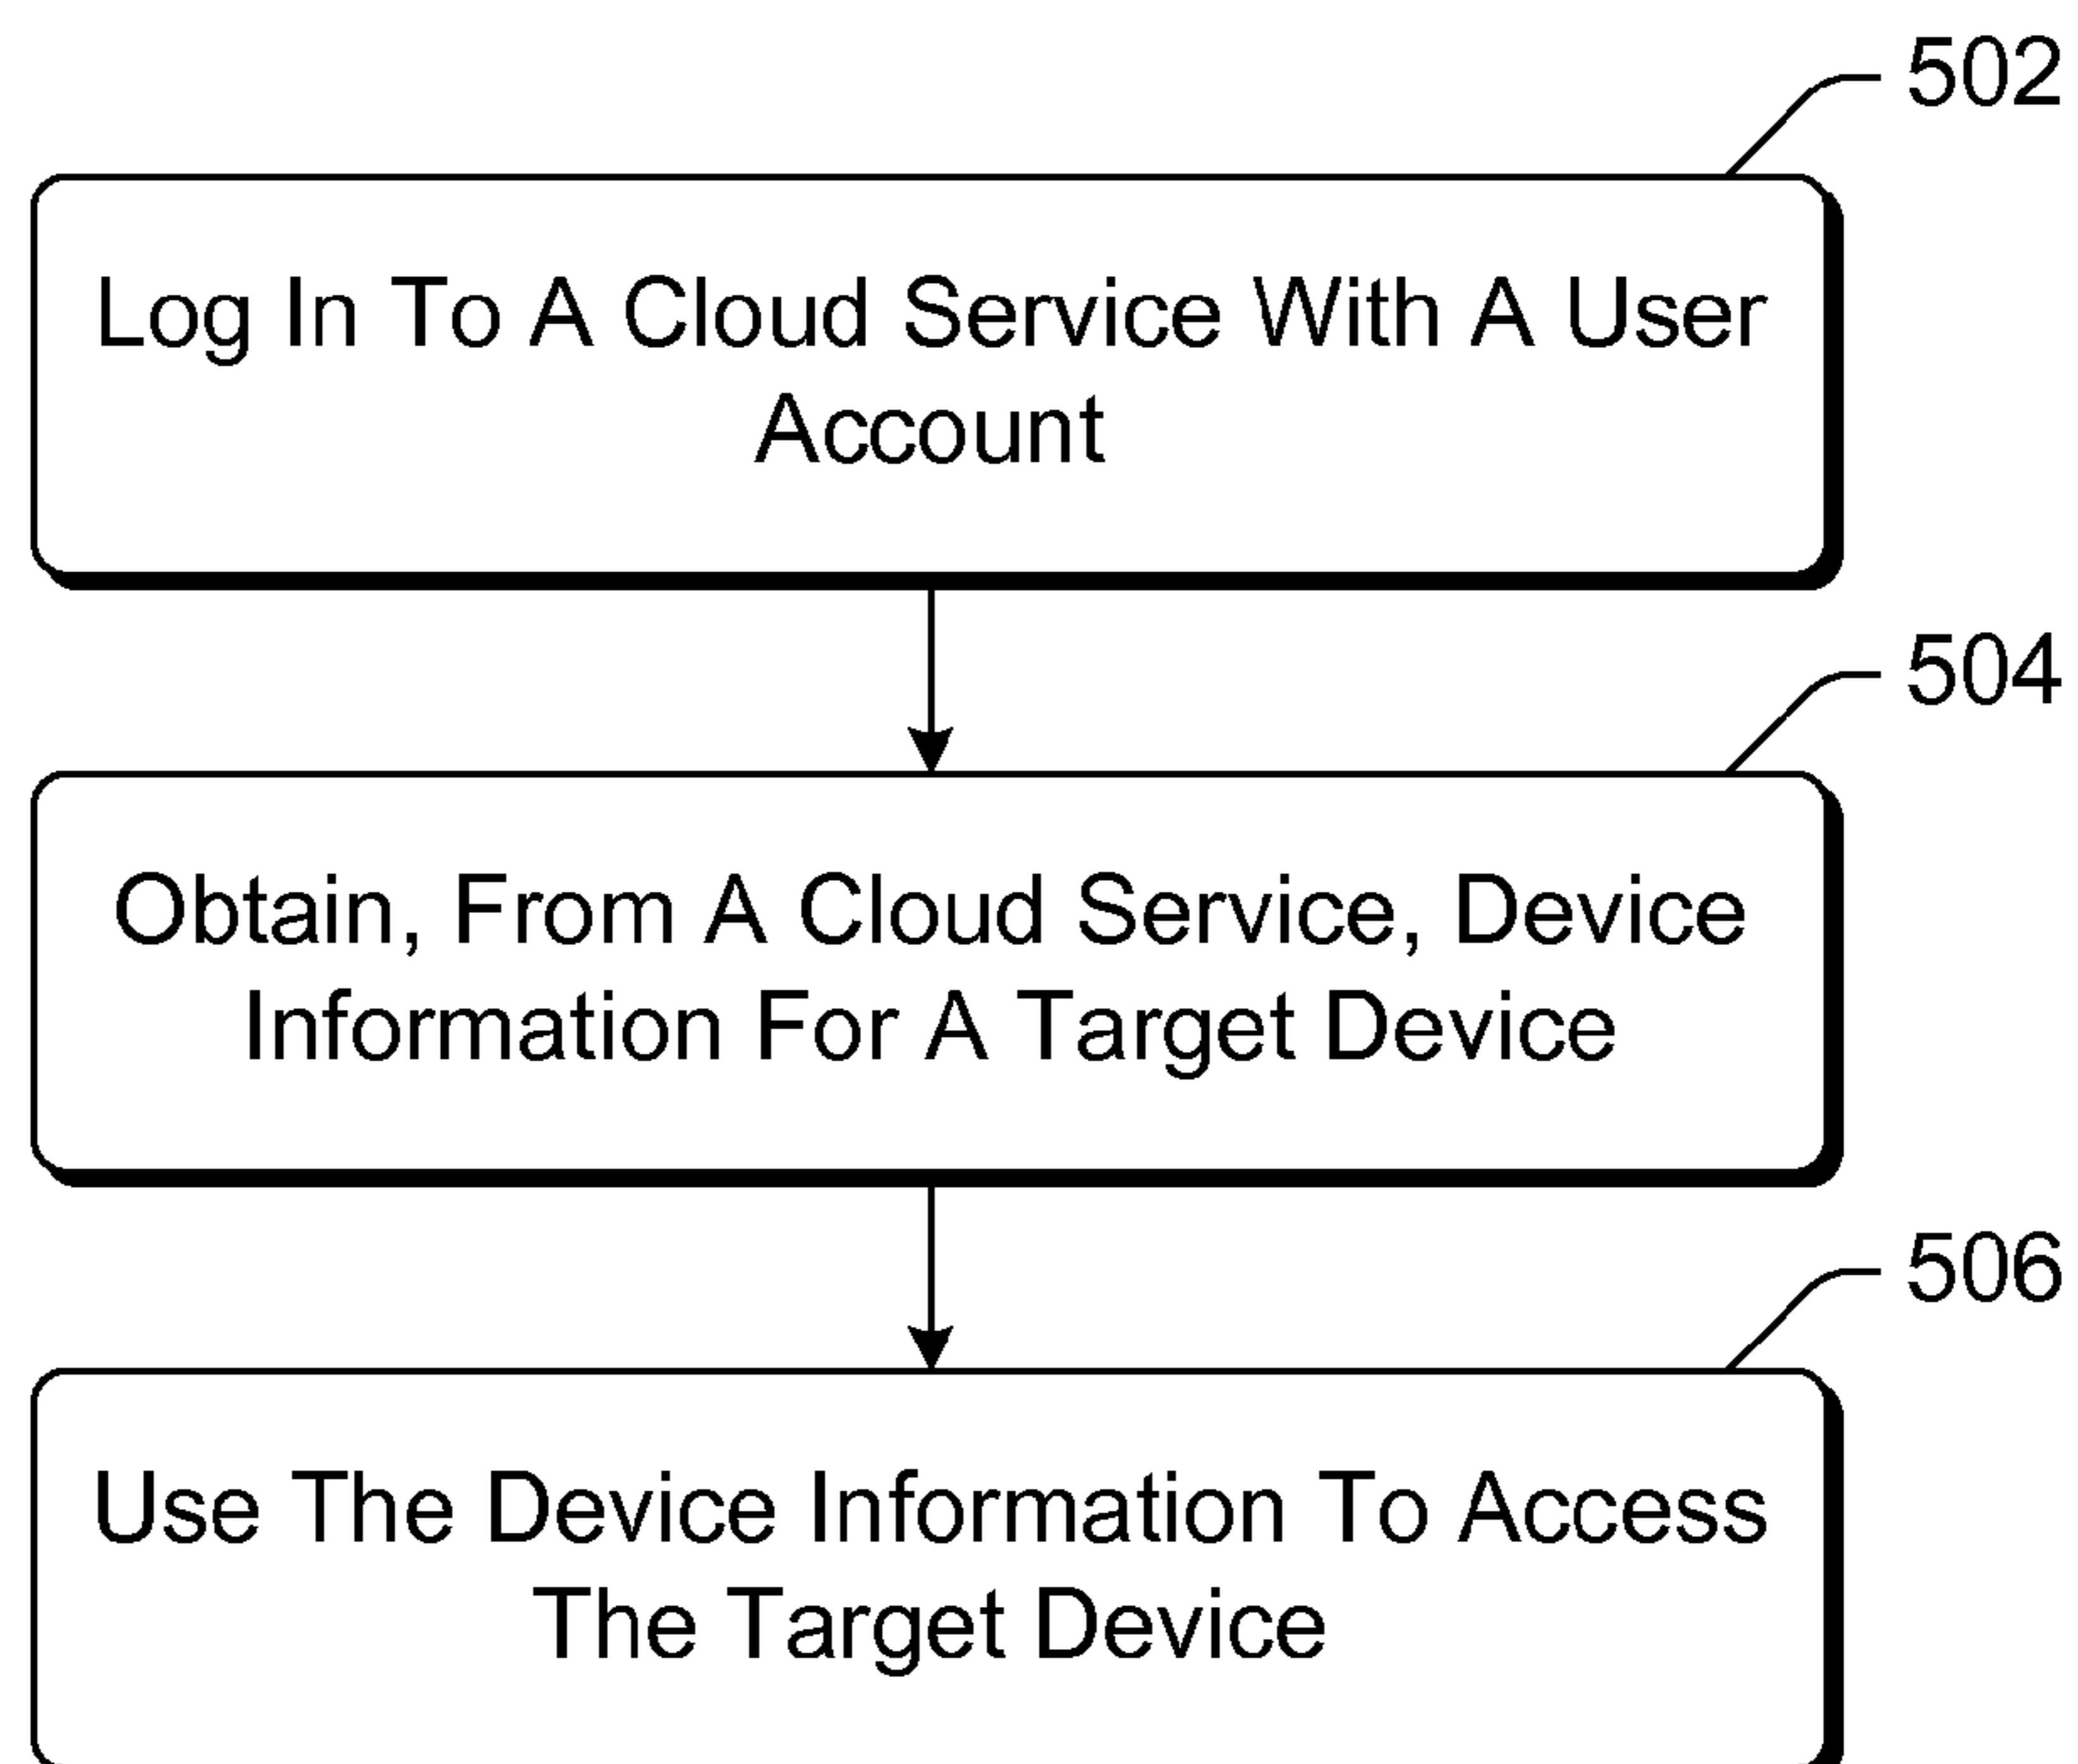 502
Log In To A Cloud Service With A User
Account
504
Obtain, From A Cloud Service, Device
Information For A Target Device
506
Use The Device Information To Access
The Target Device